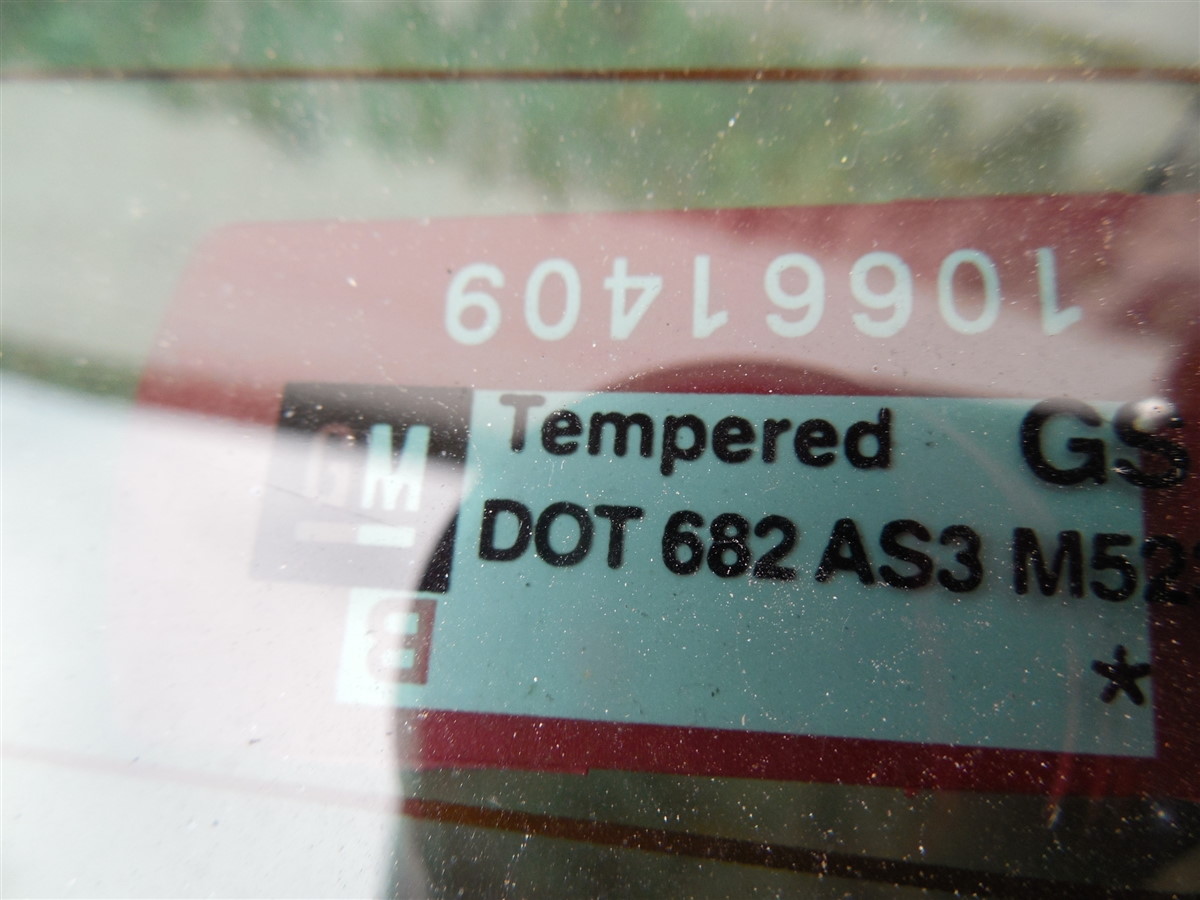 10661409
GM
Tempered GS
DOT 682 AS3 M52
B
*